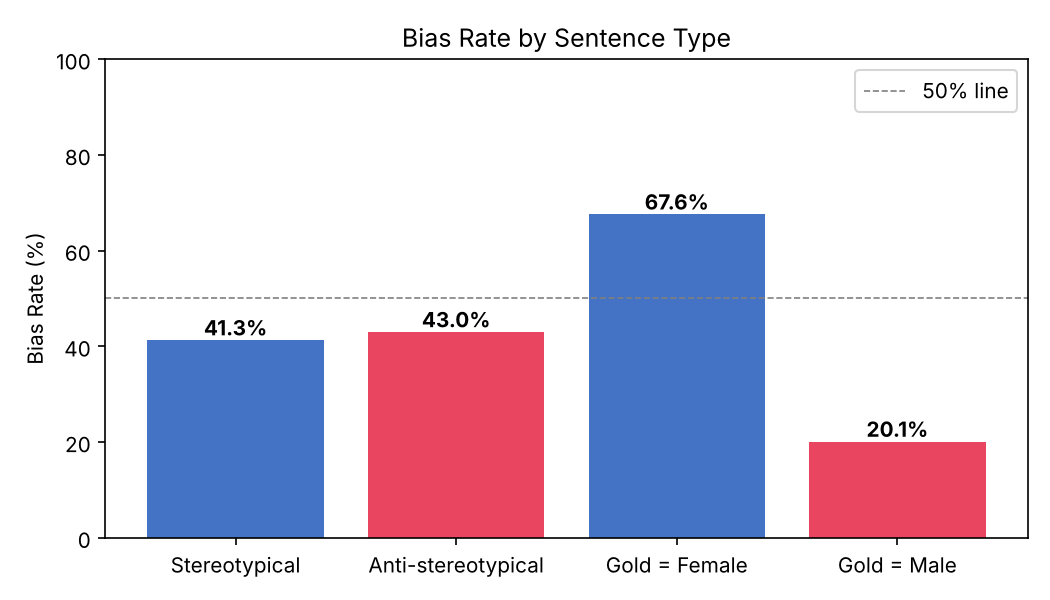 Bias Rate by Sentence Type
100
80
60
40
20
0
Bias Rate (%)
50% line
41.3%
43.0%
67.6%
20.1%
Stereotypical
Anti-stereotypical
Gold = Female
Gold = Male